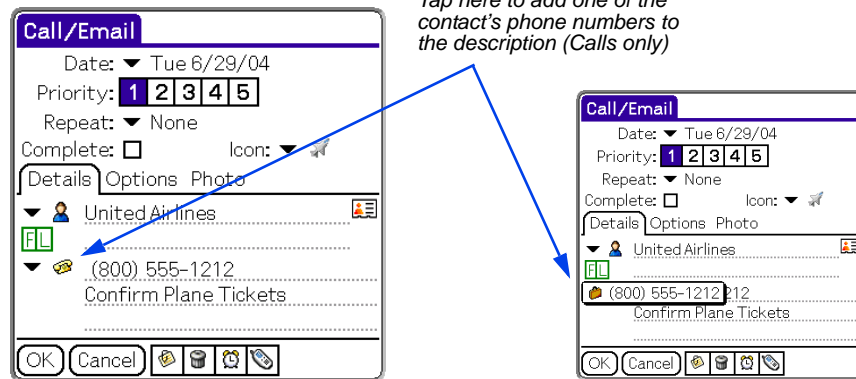 Tap here to add one of the
contact's phone numbers to
the description (Calls only)
Call/Email
Date: Tue 6/29/04
Priority: 1 2 3 4 5
Repeat: None
Complete: Icon:
Details Options Photo
United Airlines
FL
(800) 555-1212
Confirm Plane Tickets
OK Cancel
Call/Email
Date: Tue 6/29/04
Priority: 1 2 3 4 5
Repeat: None
Complete: Icon:
Details Options Photo
United Airlines
FL
(800) 555-1212 212
Confirm Plane Tickets
OK Cancel